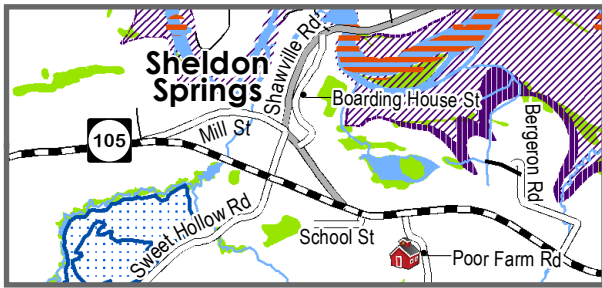 Sheldon
Springs
Shawville Rd
Boarding House St
105
Mill St
Bergeron Rd
Sweet Hollow Rd
School St
Poor Farm Rd